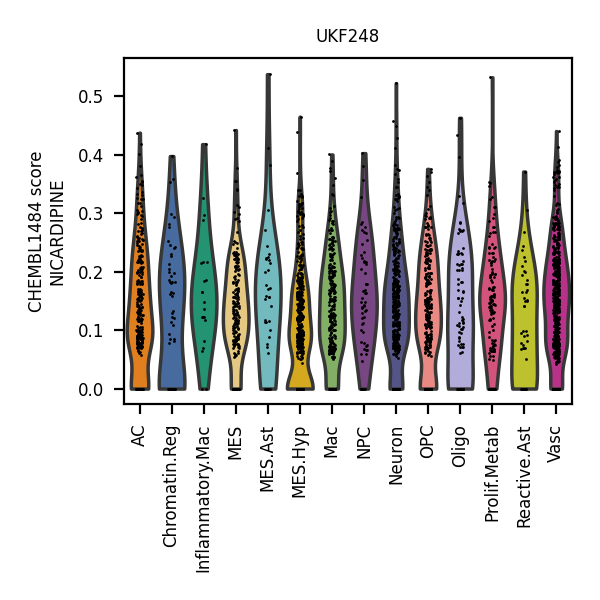 UKF248
CHEMBL1484 score
NICARDIPINE
0.5
0.4
0.3
0.2
0.1
0.0
AC
Chromatin.Reg
Inflammatory.Mac
MES
MES.Ast
MES.Hyp
Mac
NPC
Neuron
OPC
Oligo
Prolif.Metab
Reactive.Ast
Vasc